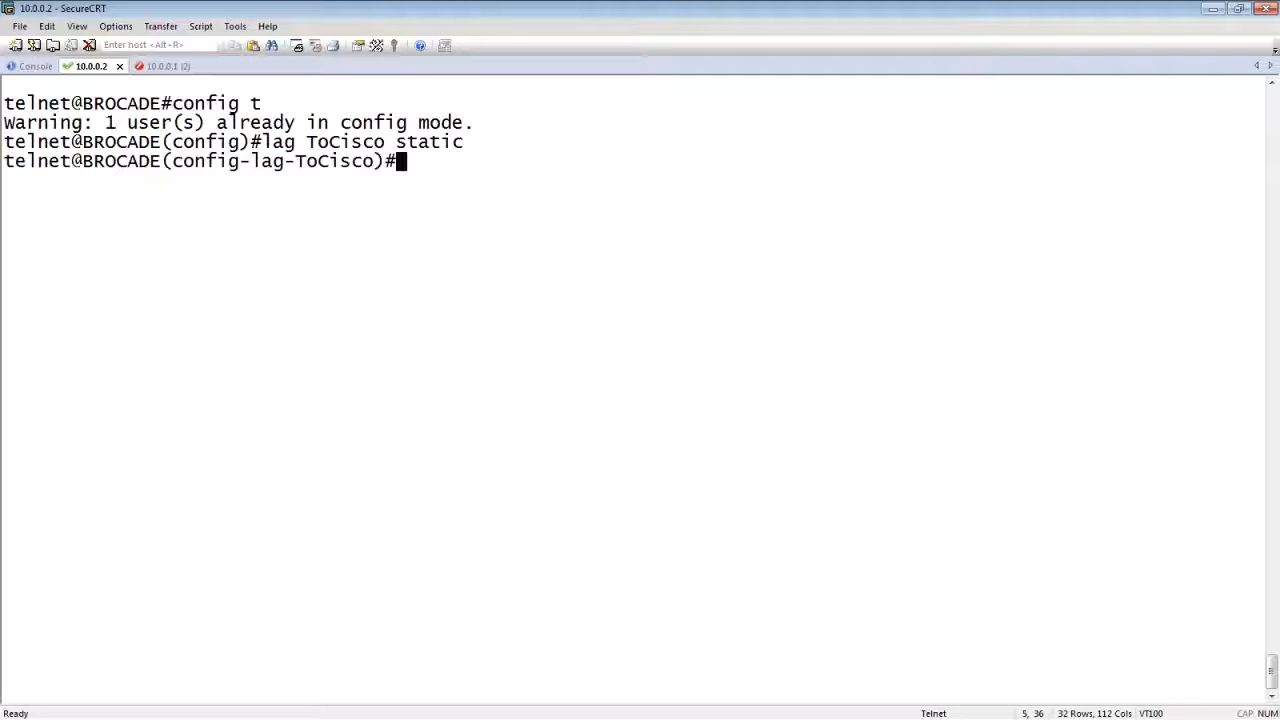 10.0.0.2 - SecureCRT
File Edit View Options Transfer Script Tools Help
Enter host <Alt+R>
Console 10.0.0.2 x 10.0.0.1 (2)
telnet@BROCADE#config t
Warning: 1 user(s) already in config mode.
telnet@BROCADE(config)#lag ToCisco static
telnet@BROCADE(config-lag-ToCisco)#
Ready Telnet 5, 36 32 Rows, 112 Cols VT100 CAP NUM